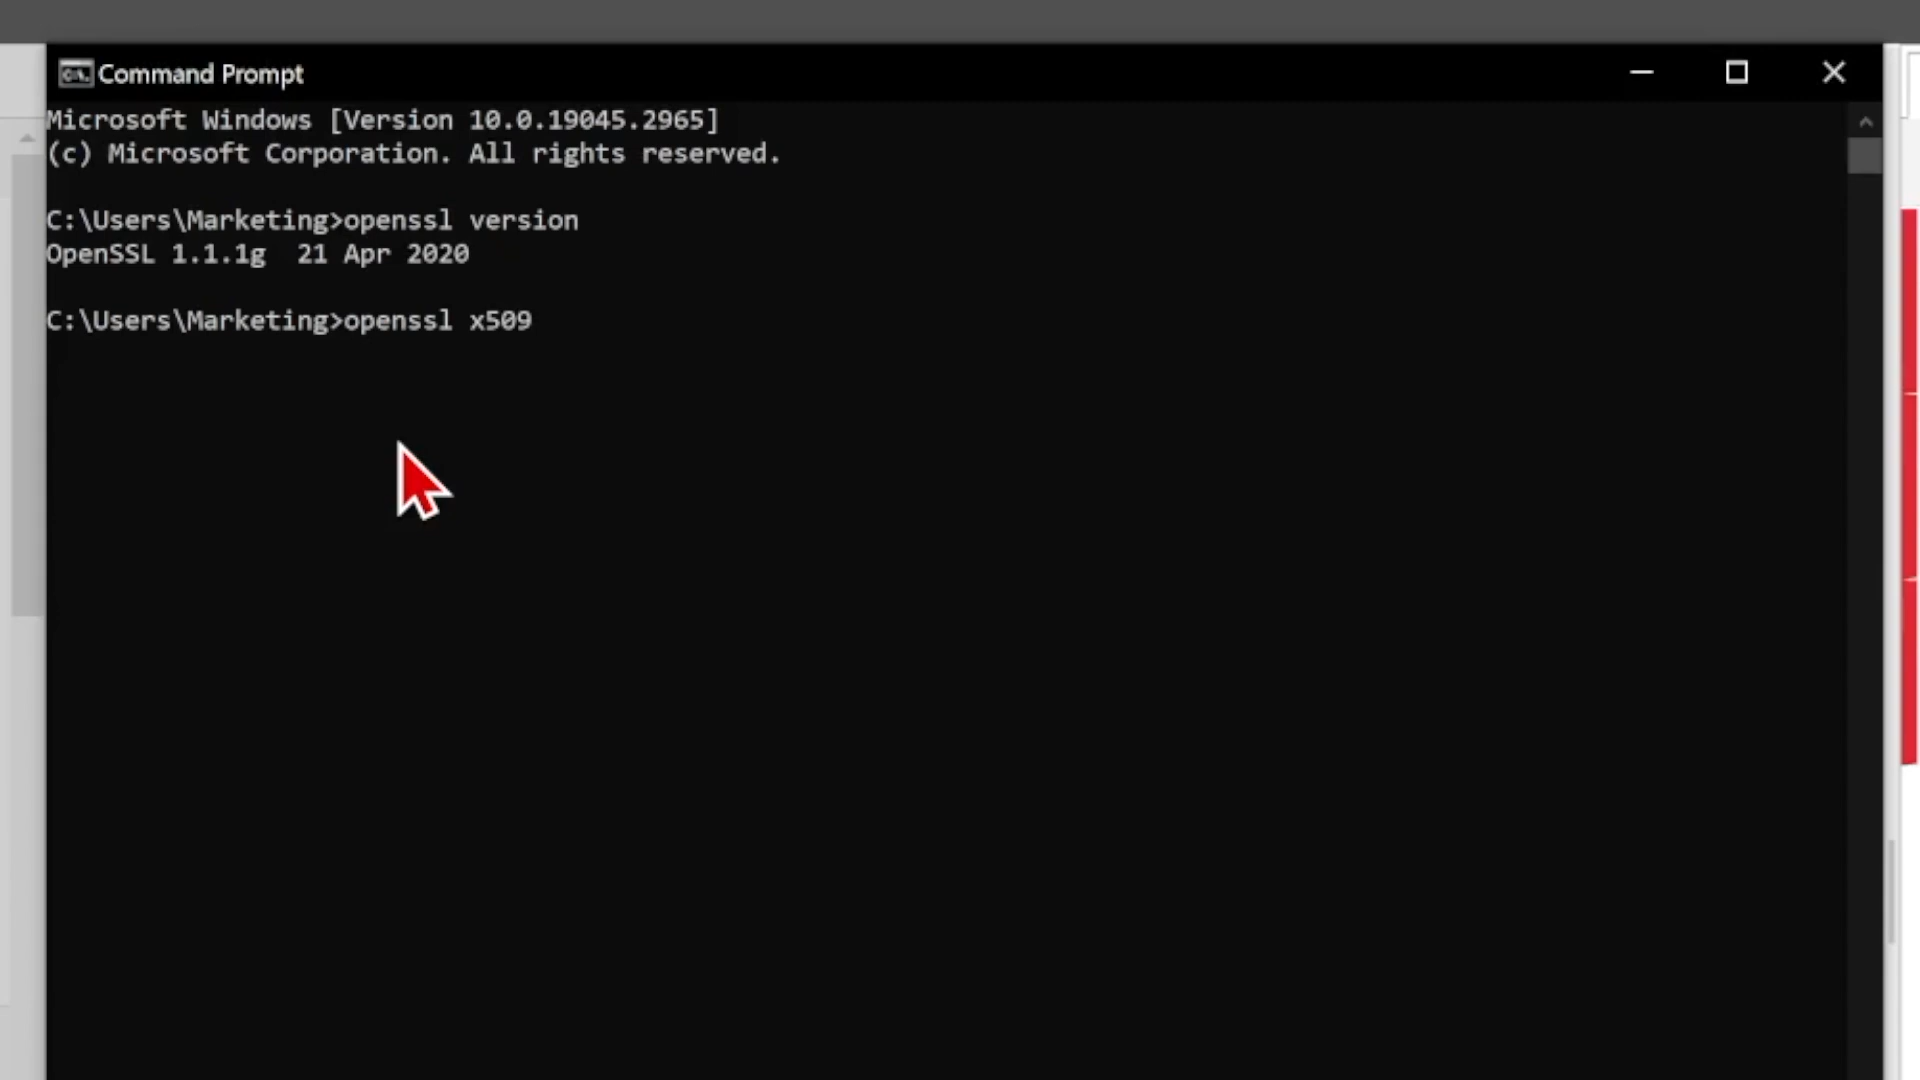 Command Prompt
Microsoft Windows [Version 10.0.19045.2965]
(c) Microsoft Corporation. All rights reserved.
C:\Users\Marketing>openssl version
OpenSSL 1.1.1g  21 Apr 2020
C:\Users\Marketing>openssl x509